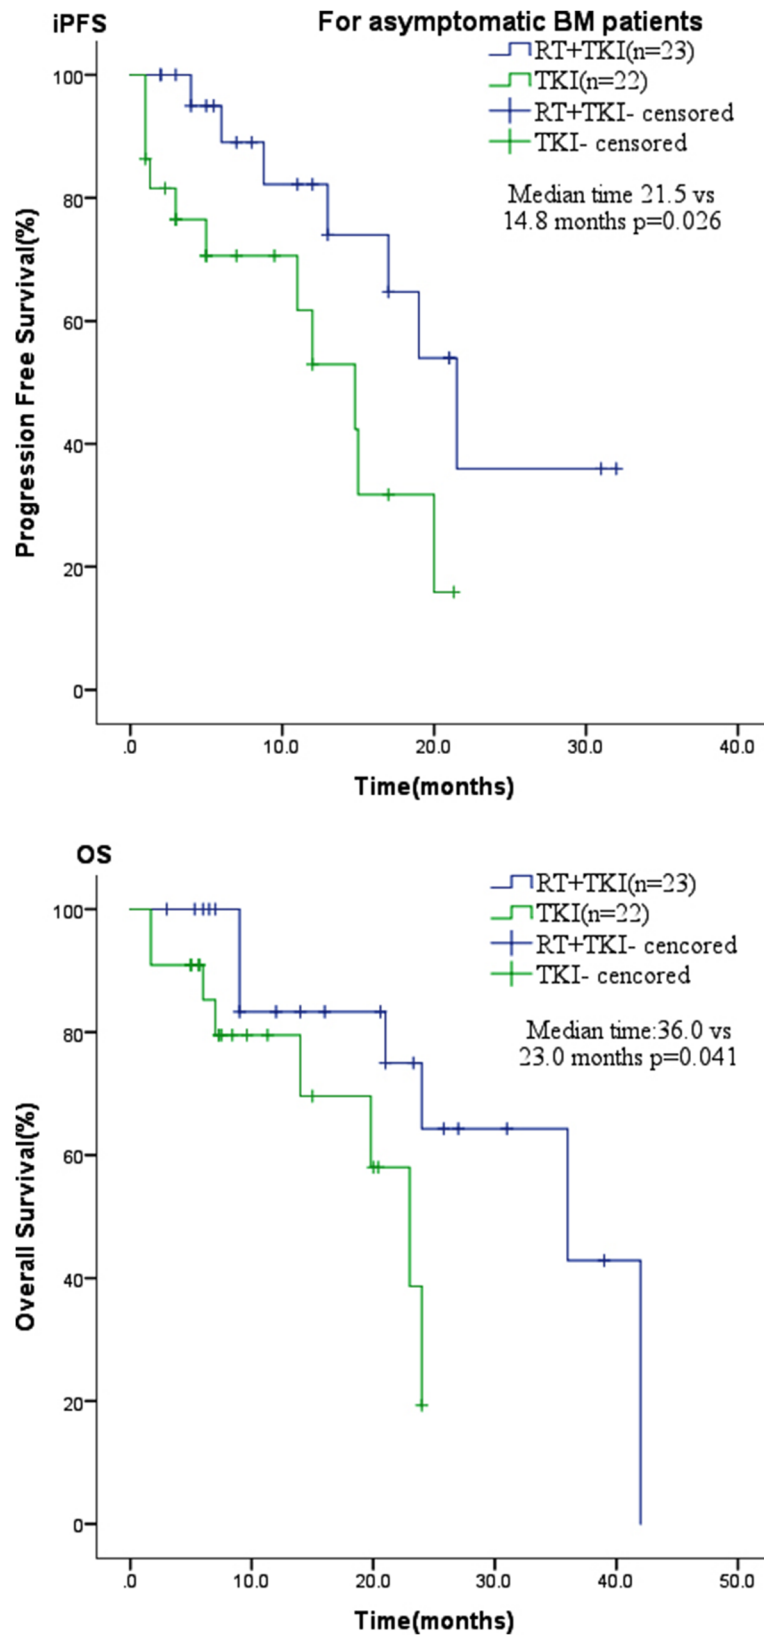 iPFS
For asymptomatic BM patients
RT+TKI(n=23)
TKI(n=22)
RT+TKI- censored
TKI- censored
Median time 21.5 vs
14.8 months p=0.026
100
80
60
40
20
0
Progression Free Survival(%)
.0 10.0 20.0 30.0 40.0
Time(months)
OS
RT+TKI(n=23)
TKI(n=22)
RT+TKI- cencored
TKI- cencored
Median time:36.0 vs
23.0 months p=0.041
100
80
60
40
20
0
Overall Survival(%)
.0 10.0 20.0 30.0 40.0 50.0
Time(months)